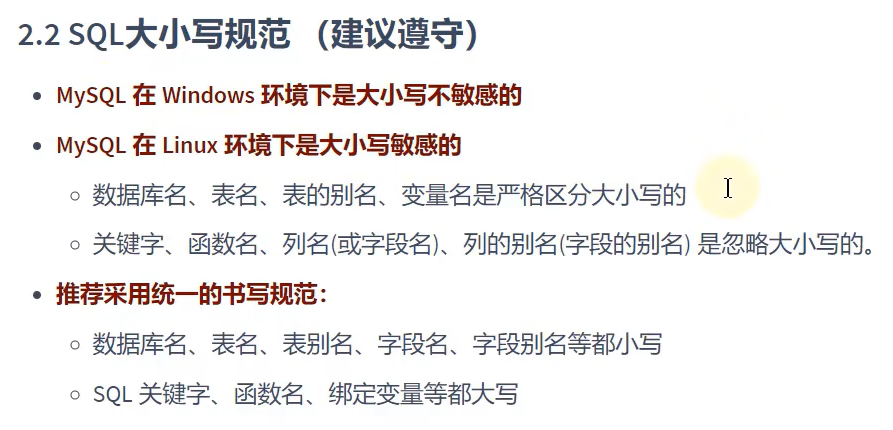 2.2 SQL大小写规范 （建议遵守）
MySQL 在 Windows 环境下是大小写不敏感的
MySQL 在 Linux 环境下是大小写敏感的
数据库名、表名、表的别名、变量名是严格区分大小写的
关键字、函数名、列名(或字段名)、列的别名(字段的别名) 是忽略大小写的。
推荐采用统一的书写规范：
数据库名、表名、表别名、字段名、字段别名等都小写
SQL 关键字、函数名、绑定变量等都大写